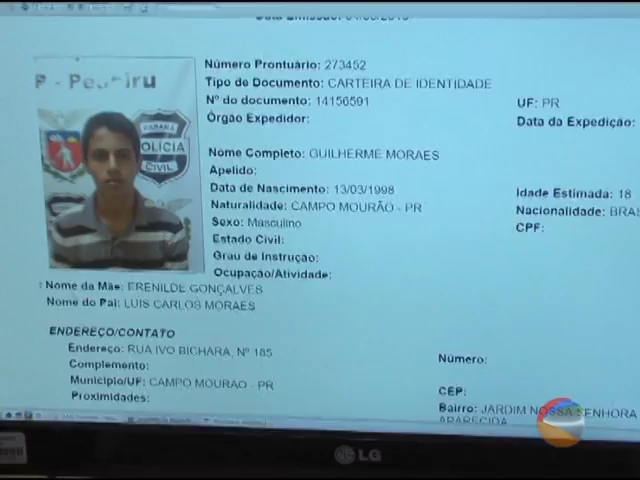 P - Peabiru
PARANÁ
POLÍCIA
CIVIL
Número Prontuário: 273452
Tipo de Documento: CARTEIRA DE IDENTIDADE
Nº do documento: 14156591
UF: PR
Órgão Expedidor:
Data da Expedição:
Nome Completo: GUILHERME MORAES
Apelido:
Data de Nascimento: 13/03/1998
Idade Estimada: 18
Naturalidade: CAMPO MOURÃO - PR
Nacionalidade: BRAS
Sexo: Masculino
CPF:
Estado Civil:
Grau de Instrução:
Ocupação/Atividade:
Nome da Mãe: ERENILDE GONÇALVES
Nome do Pai: LUIS CARLOS MORAES
ENDEREÇO/CONTATO
Endereço: RUA IVO BICHARA, Nº 185
Número:
Complemento:
Município/UF: CAMPO MOURAO - PR
CEP:
Proximidades:
Bairro: JARDIM NOSSA SENHORA
APARECIDA
LG